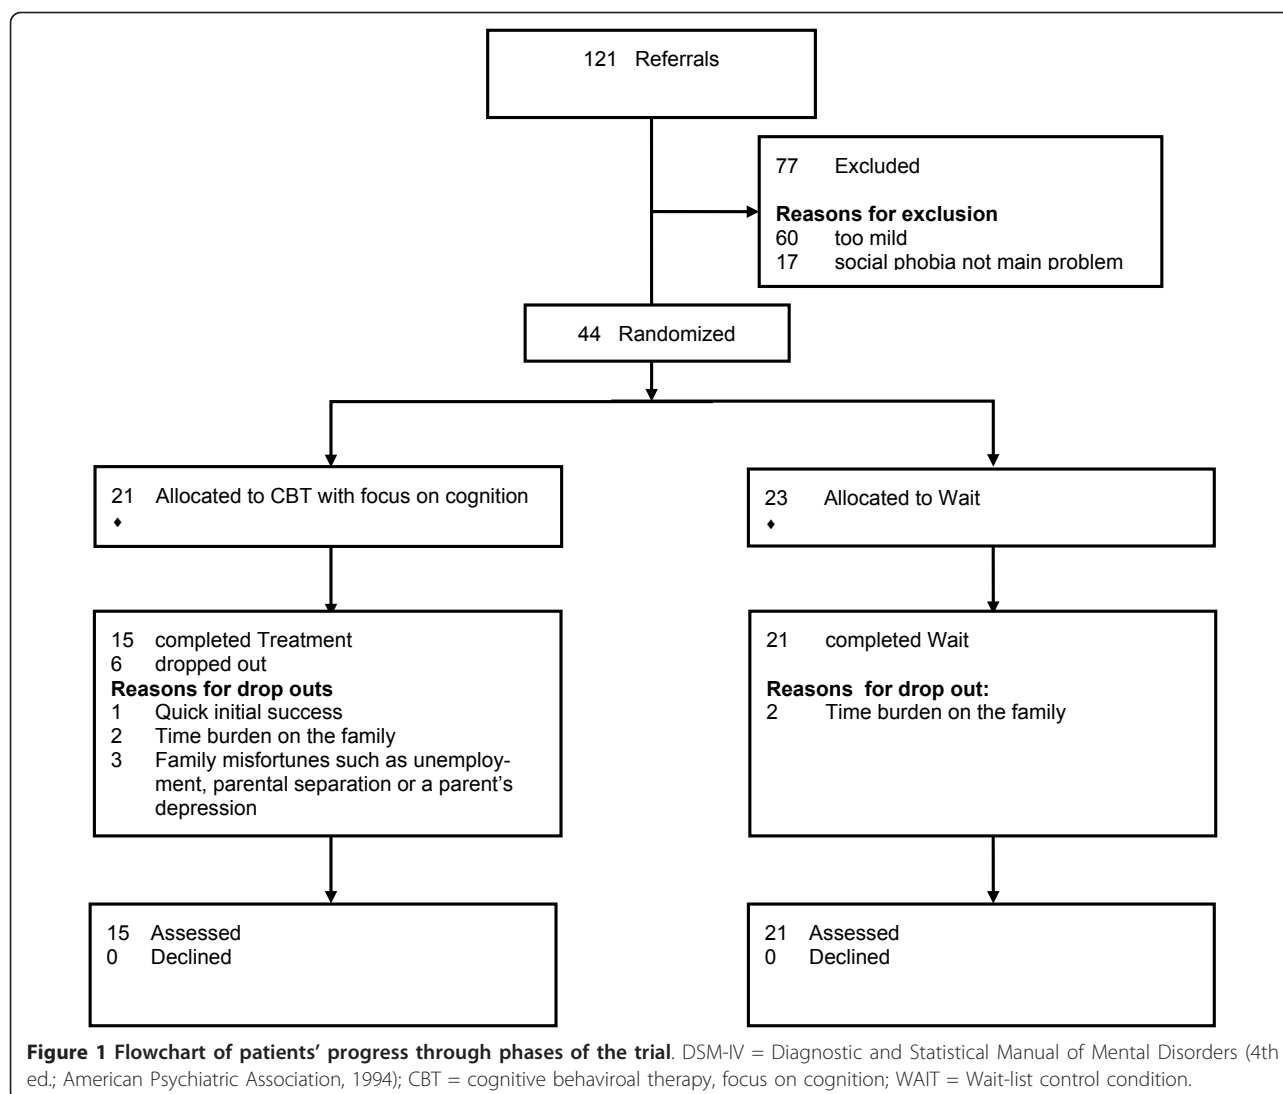 121 Referrals
77 Excluded
Reasons for exclusion
60 too mild
17 social phobia not main problem
44 Randomized
21 Allocated to CBT with focus on cognition
♦
23 Allocated to Wait
♦
15 completed Treatment
6 dropped out
Reasons for drop outs
1 Quick initial success
2 Time burden on the family
3 Family misfortunes such as unemploy-
ment, parental separation or a parent's
depression
21 completed Wait
Reasons for drop out:
2 Time burden on the family
15 Assessed
0 Declined
21 Assessed
0 Declined
Figure 1 Flowchart of patients' progress through phases of the trial. DSM-IV = Diagnostic and Statistical Manual of Mental Disorders (4th
ed.; American Psychiatric Association, 1994); CBT = cognitive behaviroal therapy, focus on cognition; WAIT = Wait-list control condition.